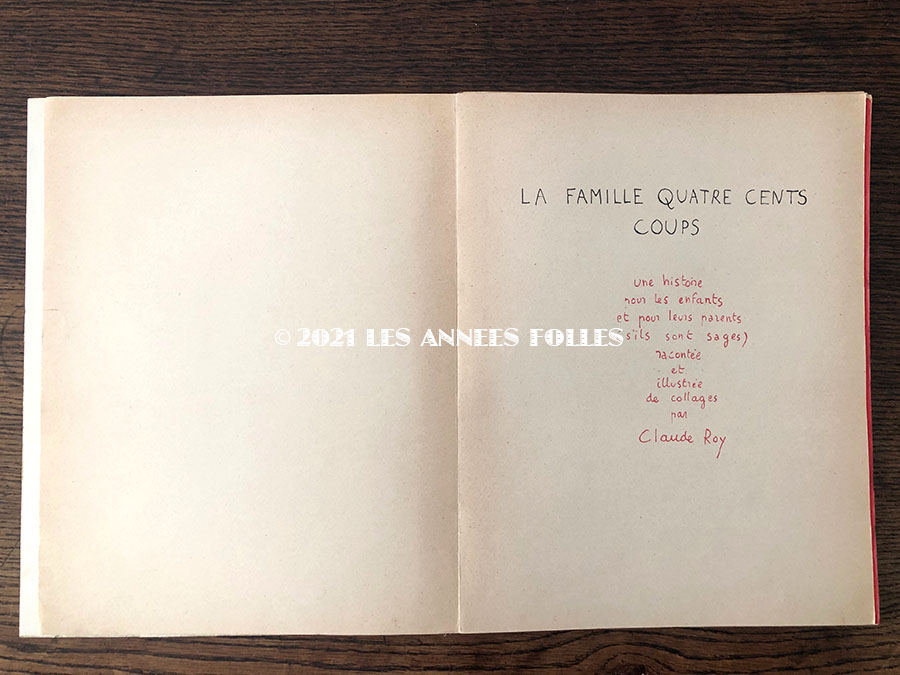 LA FAMILLE QUATRE CENTS
COUPS
une histoire
pour les enfants
et pour leurs parents
s'ils sont sages)
racontée
et
illustrée
de collages
par
Claude Roy
© 2021 LES ANNEES FOLLES